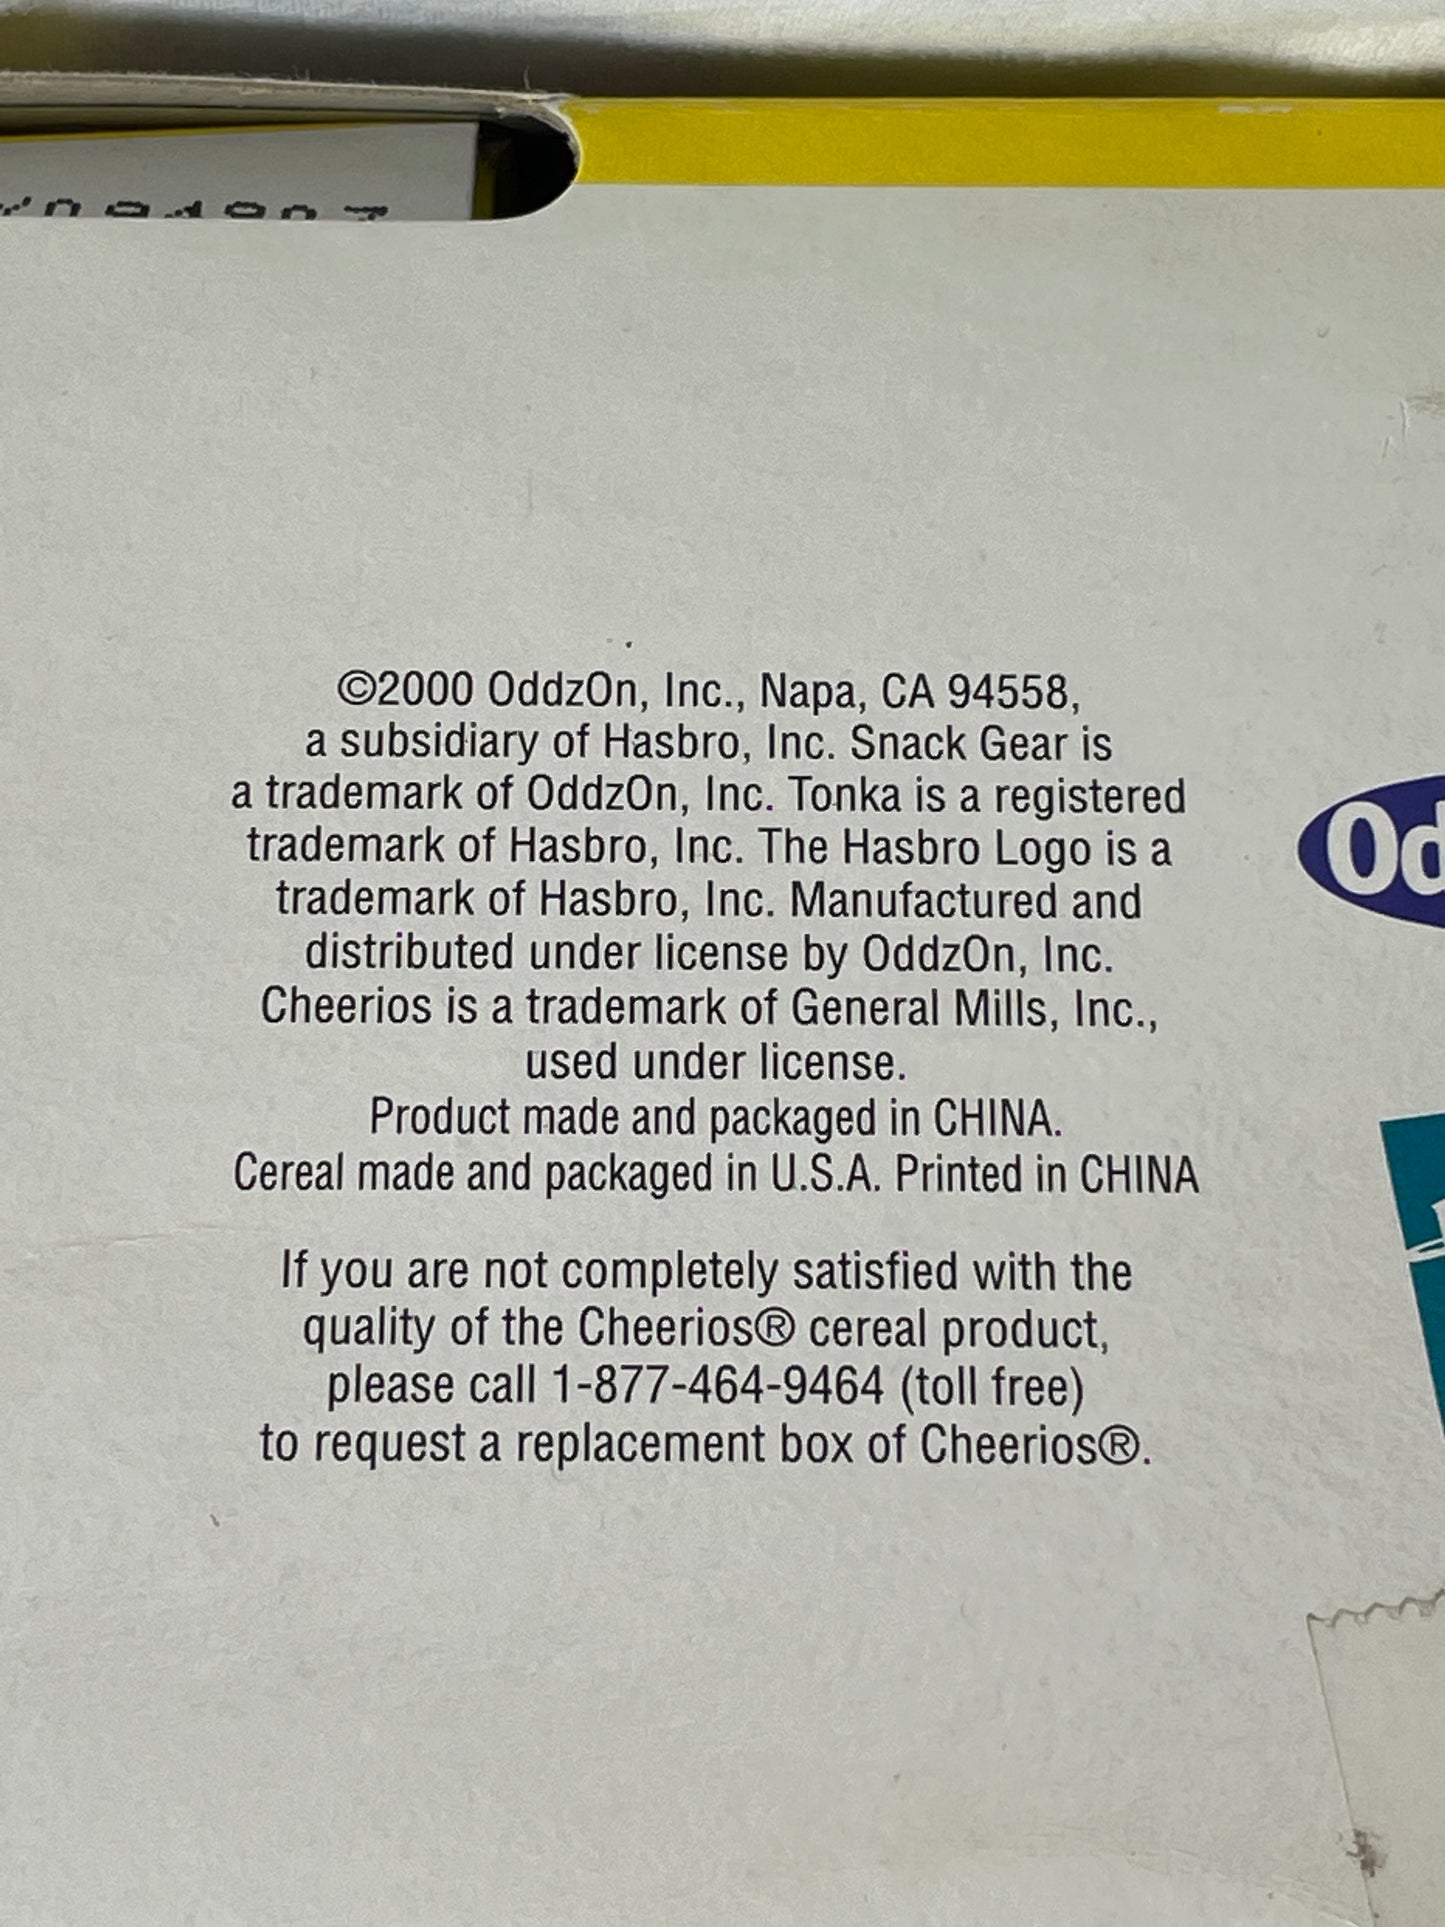 ©2000 OddzOn, Inc., Napa, CA 94558,
a subsidiary of Hasbro, Inc. Snack Gear is
a trademark of OddzOn, Inc. Tonka is a registered
trademark of Hasbro, Inc. The Hasbro Logo is a
trademark of Hasbro, Inc. Manufactured and
distributed under license by OddzOn, Inc.
Cheerios is a trademark of General Mills, Inc.,
used under license.
Product made and packaged in CHINA.
Cereal made and packaged in U.S.A. Printed in CHINA
If you are not completely satisfied with the
quality of the Cheerios® cereal product,
please call 1-877-464-9464 (toll free)
to request a replacement box of Cheerios®.
Od